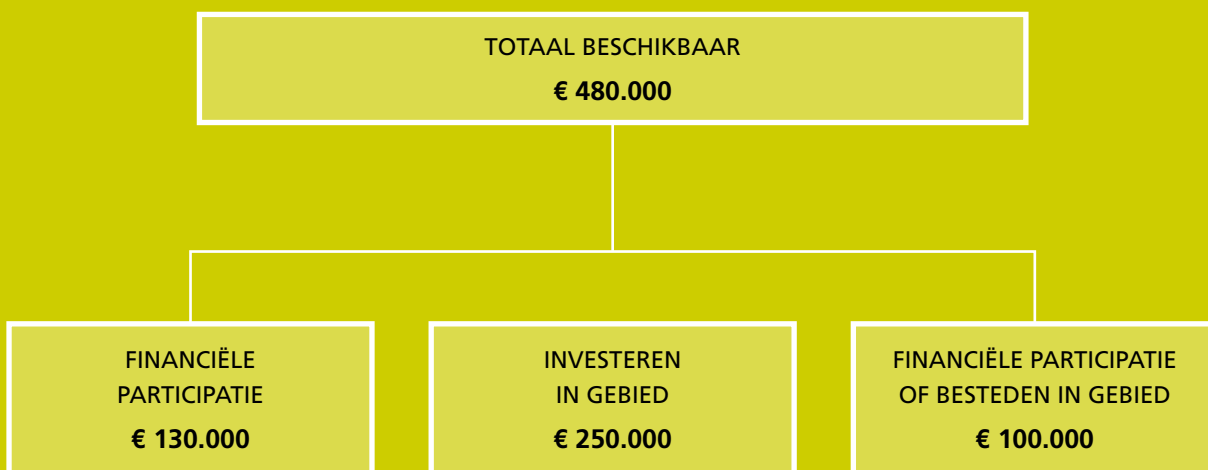 TOTAAL BESCHIKBAAR
€ 480.000
FINANCIËLE
PARTICIPATIE
€ 130.000
INVESTEREN
IN GEBIED
€ 250.000
FINANCIËLE PARTICIPATIE
OF BESTEDEN IN GEBIED
€ 100.000